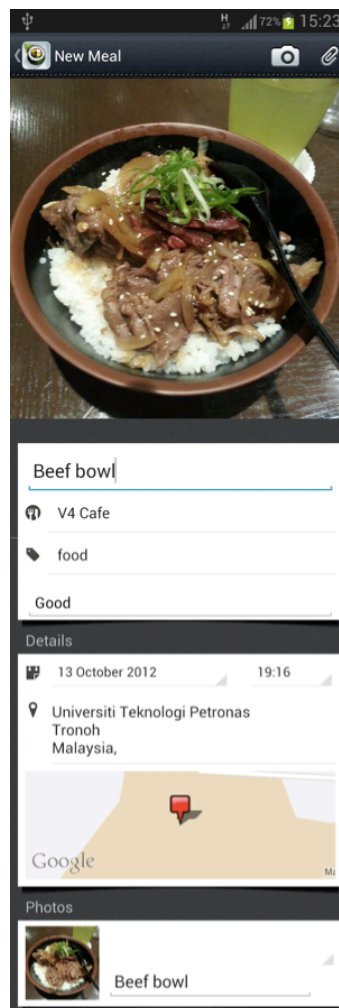 H
72%
15:23
New Meal
Beef bowl
V4 Cafe
food
Good
Details
13 October 2012
19:16
Universiti Teknologi Petronas
Tronoh
Malaysia,
Google
Ma
Photos
Beef bowl